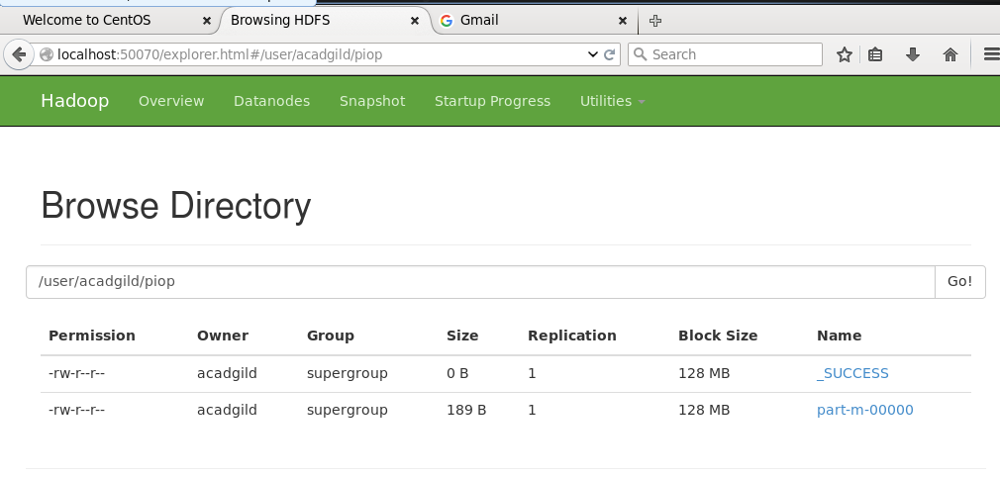 Welcome to CentOS × Browsing HDFS × Gmail ×
localhost:50070/explorer.html#/user/acadgild/piop Search
Hadoop Overview Datanodes Snapshot Startup Progress Utilities
Browse Directory
/user/acadgild/piop Go!
Permission Owner Group Size Replication Block Size Name
-rw-r--r-- acadgild supergroup 0 B 1 128 MB _SUCCESS
-rw-r--r-- acadgild supergroup 189 B 1 128 MB part-m-00000